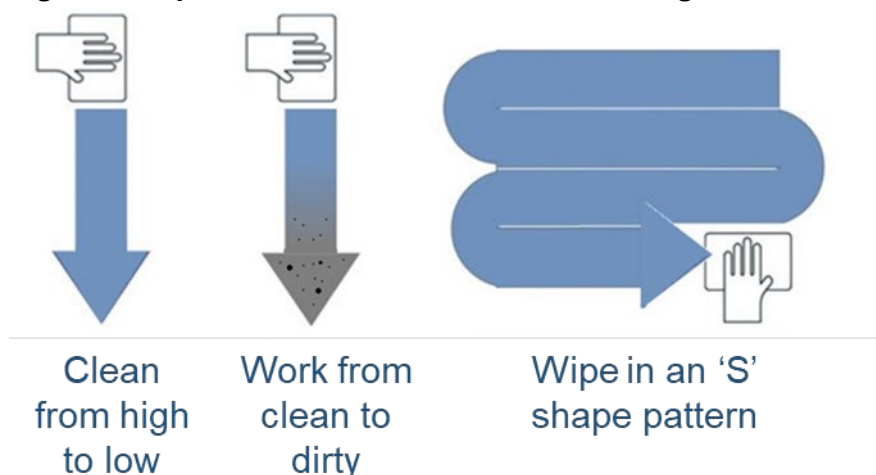 Clean
from high
to low
Work from
clean to
dirty
Wipe in an ‘S’
shape pattern